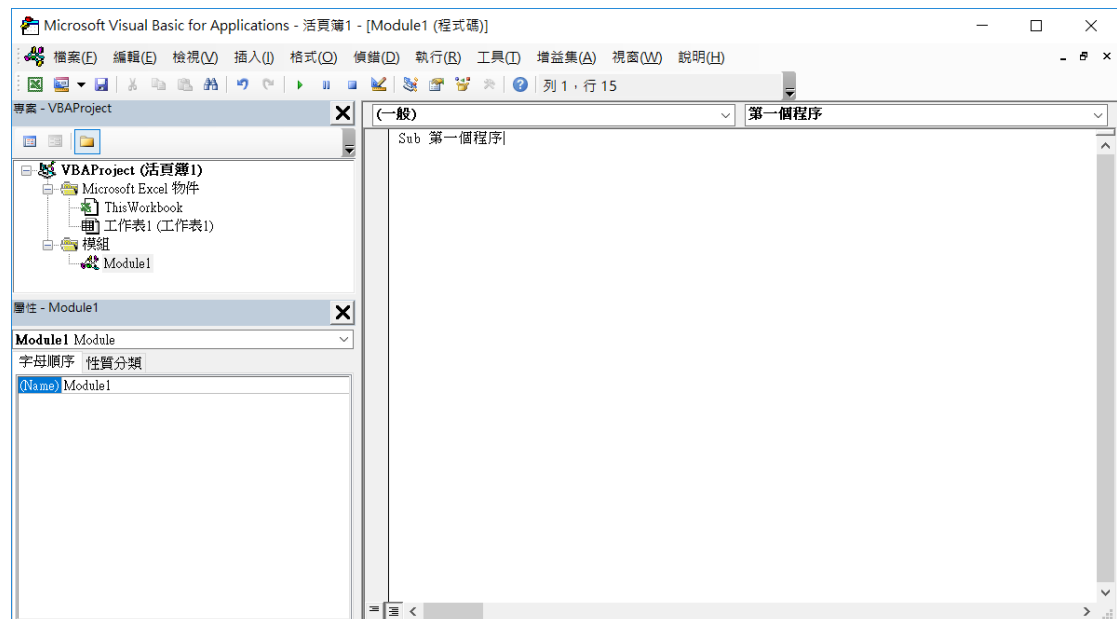 Microsoft Visual Basic for Applications - 活頁簿1 - [Module1 (程式碼)]
檔案(F) 編輯(E) 檢視(V) 插入(I) 格式(O) 偵錯(D) 執行(R) 工具(T) 增益集(A) 視窗(W) 說明(H)
列 1，行 15
專案 - VBAProject
(一般)
第一個程序
Sub 第一個程序
VBAProject (活頁簿1)
Microsoft Excel 物件
ThisWorkbook
工作表1 (工作表1)
模組
Module1
屬性 - Module1
Module1 Module
字母順序 性質分類
(Name) Module1